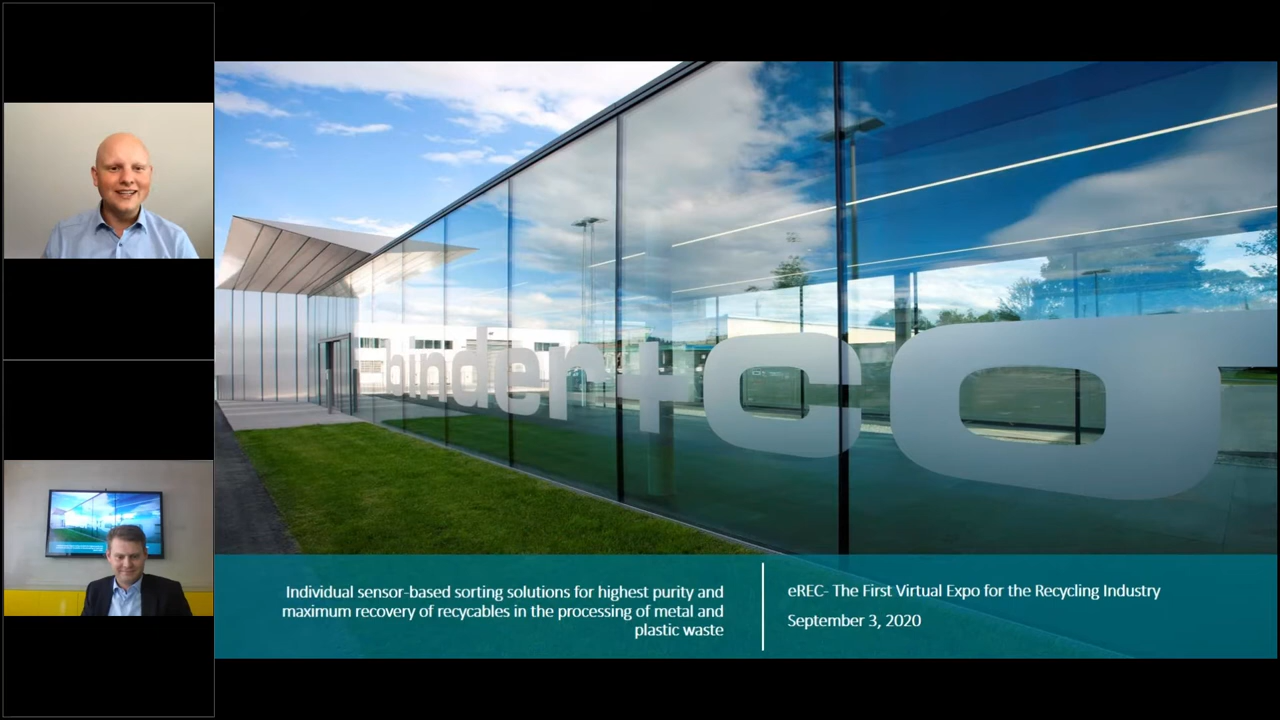 binder+co
Individual sensor-based sorting solutions for highest purity and
maximum recovery of recycables in the processing of metal and
plastic waste
eREC- The First Virtual Expo for the Recycling Industry
September 3, 2020